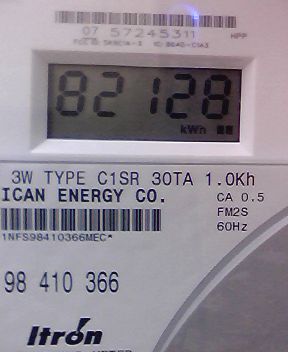 07 57245311 HPP
82128
kWh
3W TYPE C1SR 30TA 1.0Kh
ICAN ENERGY CO. CA 0.5
FM2S
60Hz
1NFS98410366MEC*
98 410 366
Itron